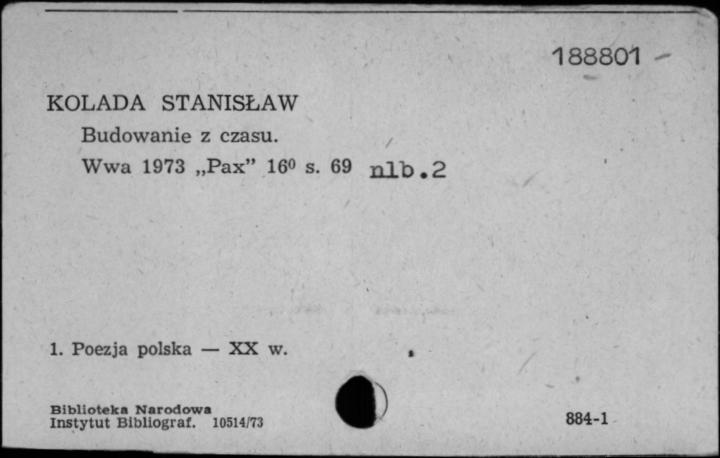 188801
KOLADA STANISŁAW
Budowanie z czasu.
Wwa 1973 „Pax” 16⁰ s. 69 nlb.2
1. Poezja polska — XX w.
Biblioteka Narodowa
Instytut Bibliograf. 10514/73
884-1